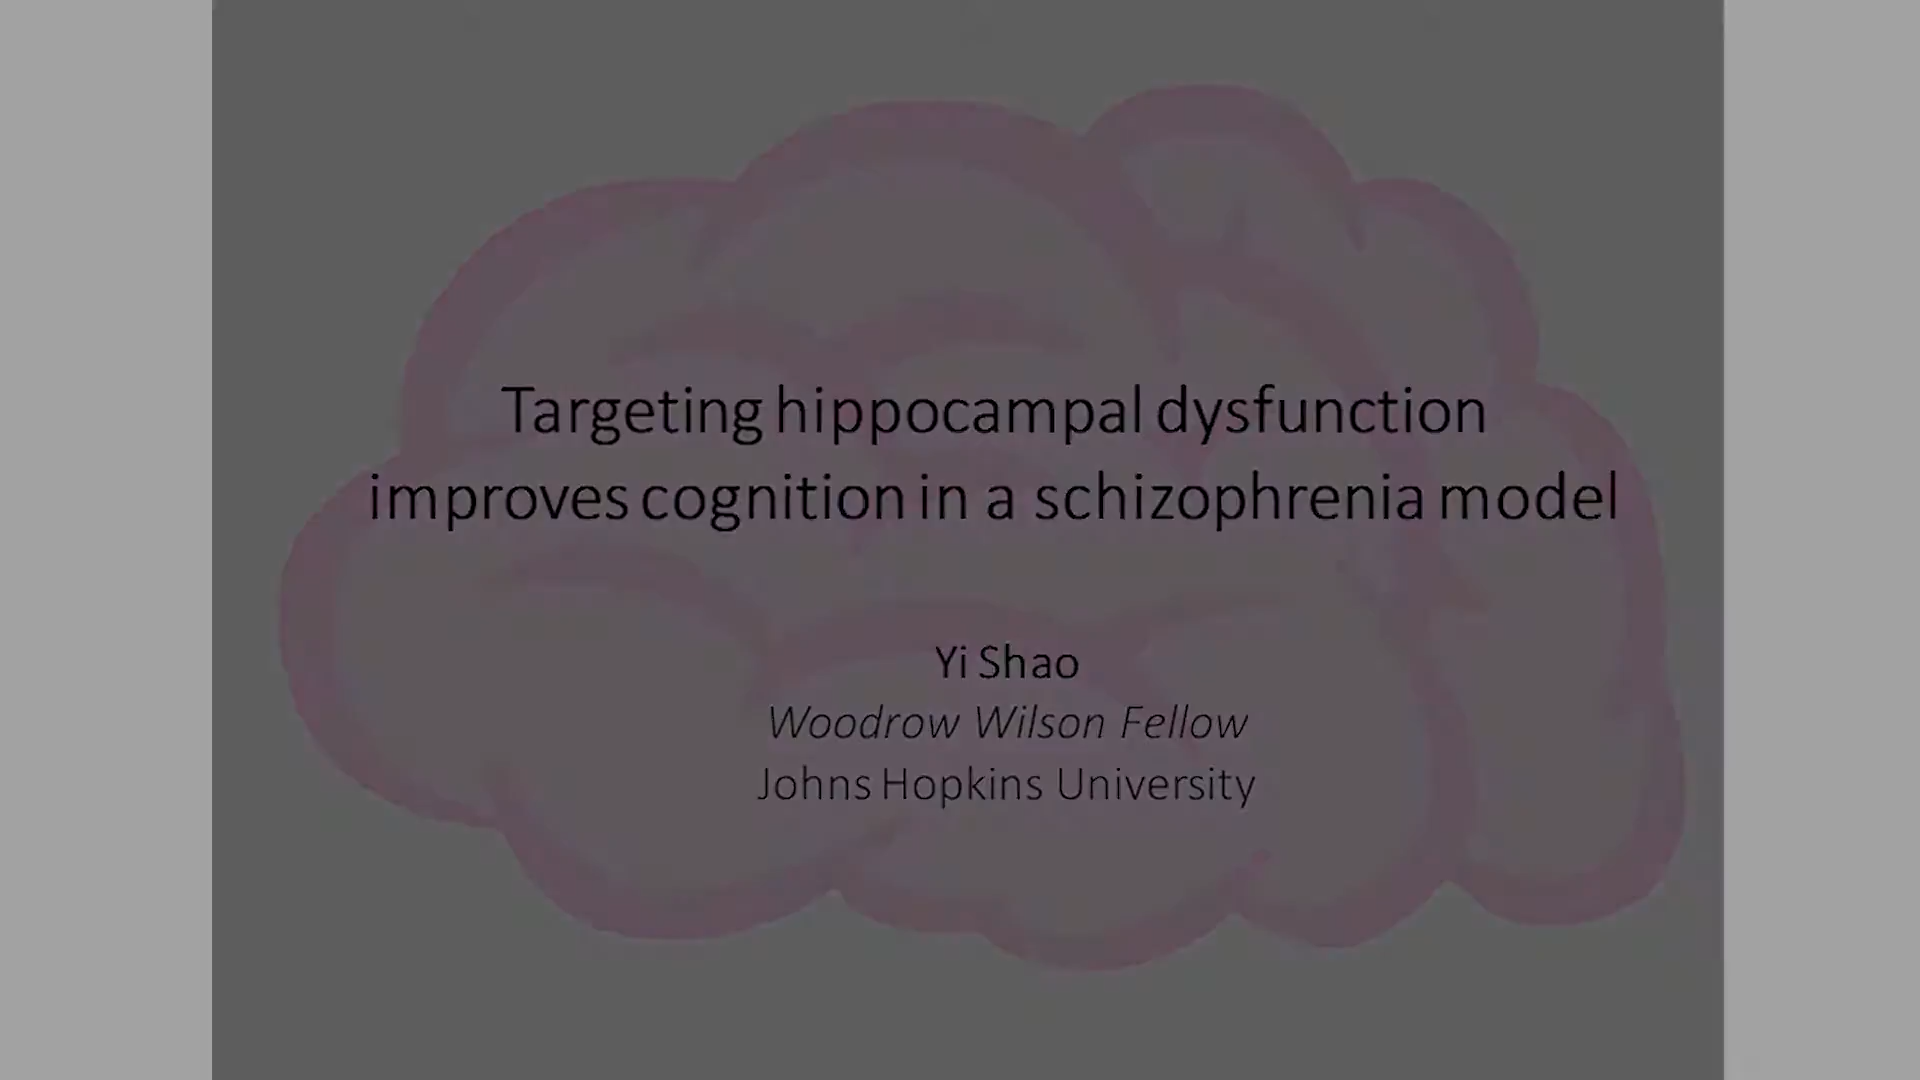 Targeting hippocampal dysfunction
improves cognition in a schizophrenia model
Yi Shao
Woodrow Wilson Fellow
Johns Hopkins University